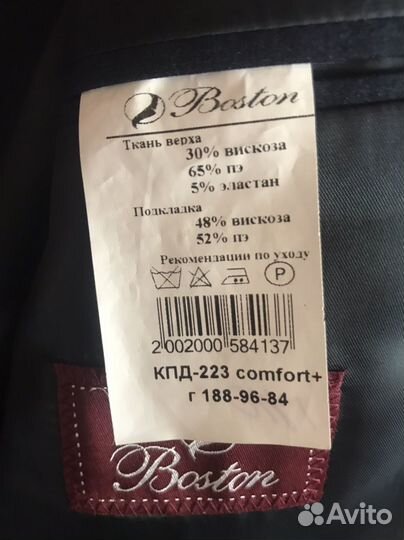 Boston
Ткань верха
30% вискоза
65% пэ
5% эластан
Подкладка
48% вискоза
52% пэ
Рекомендации по уходу
P
2 002000 584137
КПД-223 comfort+
г 188-96-84
Boston
Avito